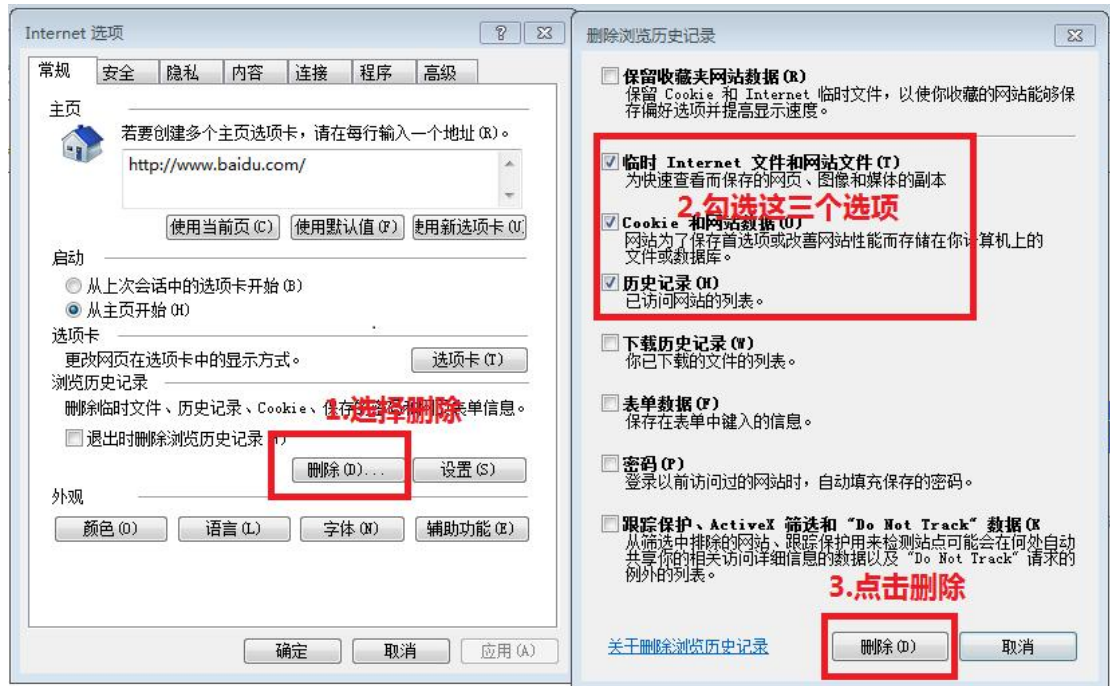 Internet 选项
常规 安全 隐私 内容 连接 程序 高级
主页
若要创建多个主页选项卡，请在每行输入一个地址(R)。
http://www.baidu.com/
使用当前页(C) 使用默认值(F) 使用新选项卡(U)
启动
从上次会话中的选项卡开始(B)
从主页开始(H)
选项卡
更改网页在选项卡中的显示方式。 选项卡(T)
浏览历史记录
删除临时文件、历史记录、Cookie、保存 表单信息。
1.选择删除
退出时删除浏览历史记录
删除(D)... 设置(S)
外观
颜色(O) 语言(L) 字体(N) 辅助功能(E)
确定 取消 应用(A)
删除浏览历史记录
保留收藏夹网站数据(R)
保留 Cookie 和 Internet 临时文件，以使你收藏的网站能够保
存偏好选项并提高显示速度。
临时 Internet 文件和网站文件(T)
为快速查看而保存的网页、图像和媒体的副本
2.勾选这三个选项
Cookie 和网站数据(O)
网站为了保存首选项或改善网站性能而存储在你计算机上的
文件或数据库。
历史记录(H)
已访问网站的列表。
下载历史记录(W)
你已下载的文件的列表。
表单数据(F)
保存在表单中键入的信息。
密码(P)
登录以前访问过的网站时，自动填充保存的密码。
跟踪保护、ActiveX 筛选和 “Do Not Track” 数据(K
从筛选中排除的网站、跟踪保护用来检测站点可能会在何处自动
共享你的相关访问详细信息的数据以及 “Do Not Track” 请求的
例外的列表。
3.点击删除
关于删除浏览历史记录 删除(D) 取消